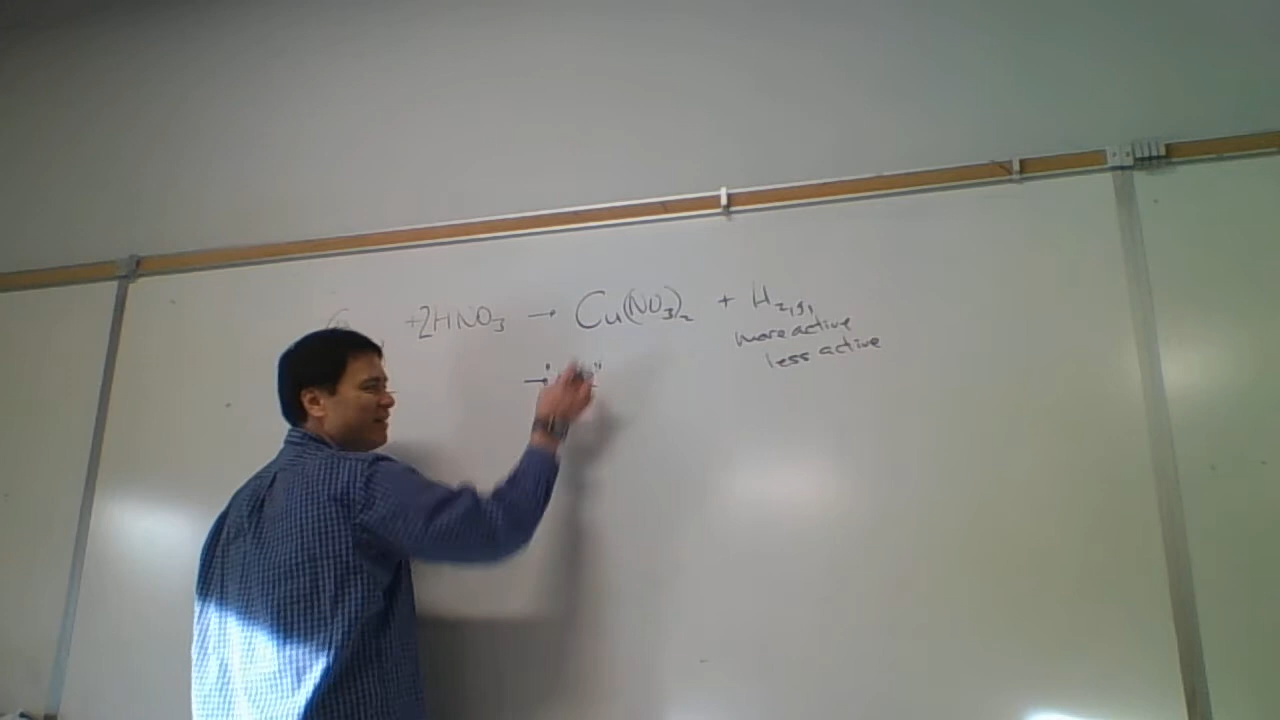 +2HNO₃ → Cu(NO₃)₂ + H₂,g,
more active
less active
→ "